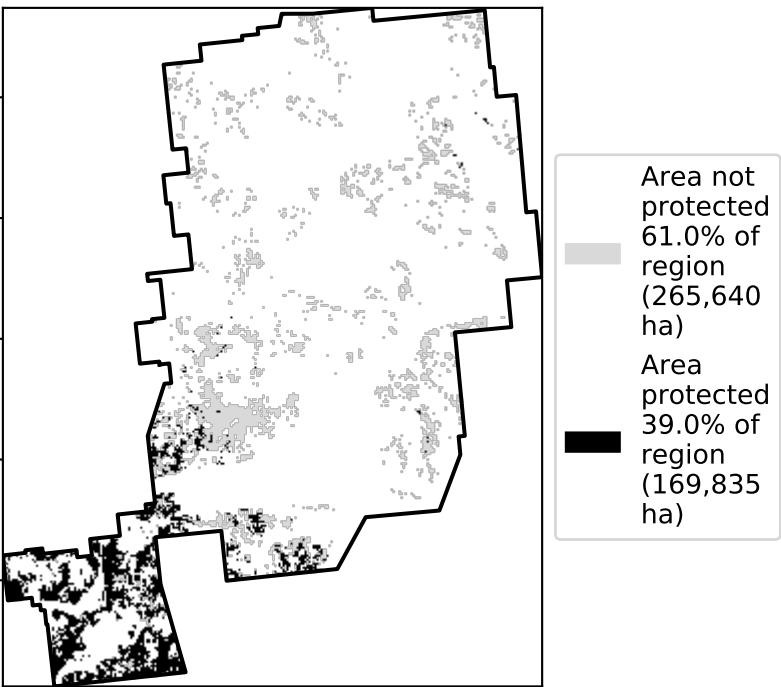 Area not
protected
61.0% of
region
(265,640
ha)
Area
protected
39.0% of
region
(169,835
ha)